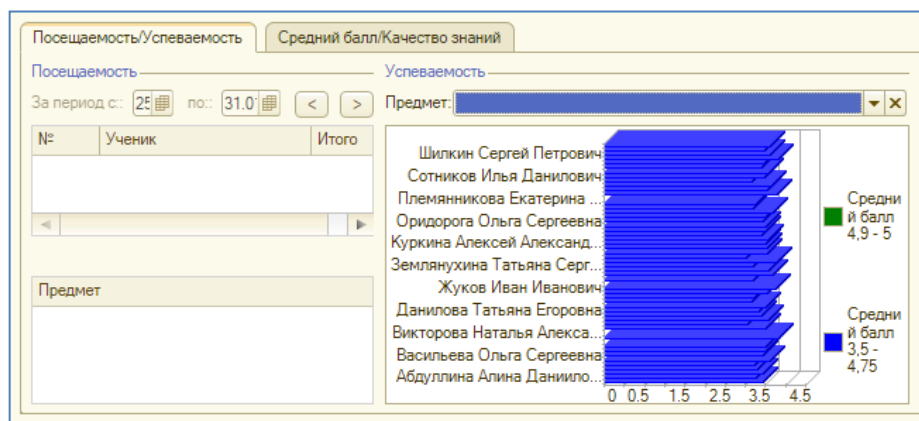 Посещаемость/Успеваемость
Средний балл/Качество знаний
Посещаемость
За период с:: 25 по:: 31.01 < >
№ Ученик Итого
Предмет
Успеваемость
Предмет:
Шилкин Сергей Петрович
Сотников Илья Данилович
Племянникова Екатерина ...
Оридорога Ольга Сергеевна
Куркина Алексей Александ...
Землянухина Татьяна Серг...
Жуков Иван Иванович
Данилова Татьяна Егоровна
Викторова Наталья Алекса...
Васильева Ольга Сергеевна
Абдуллина Алина Даниило...
0 0.5 1.5 2.5 3.5 4.5
Средни
й балл
4,9 - 5
Средни
й балл
3,5 -
4,75